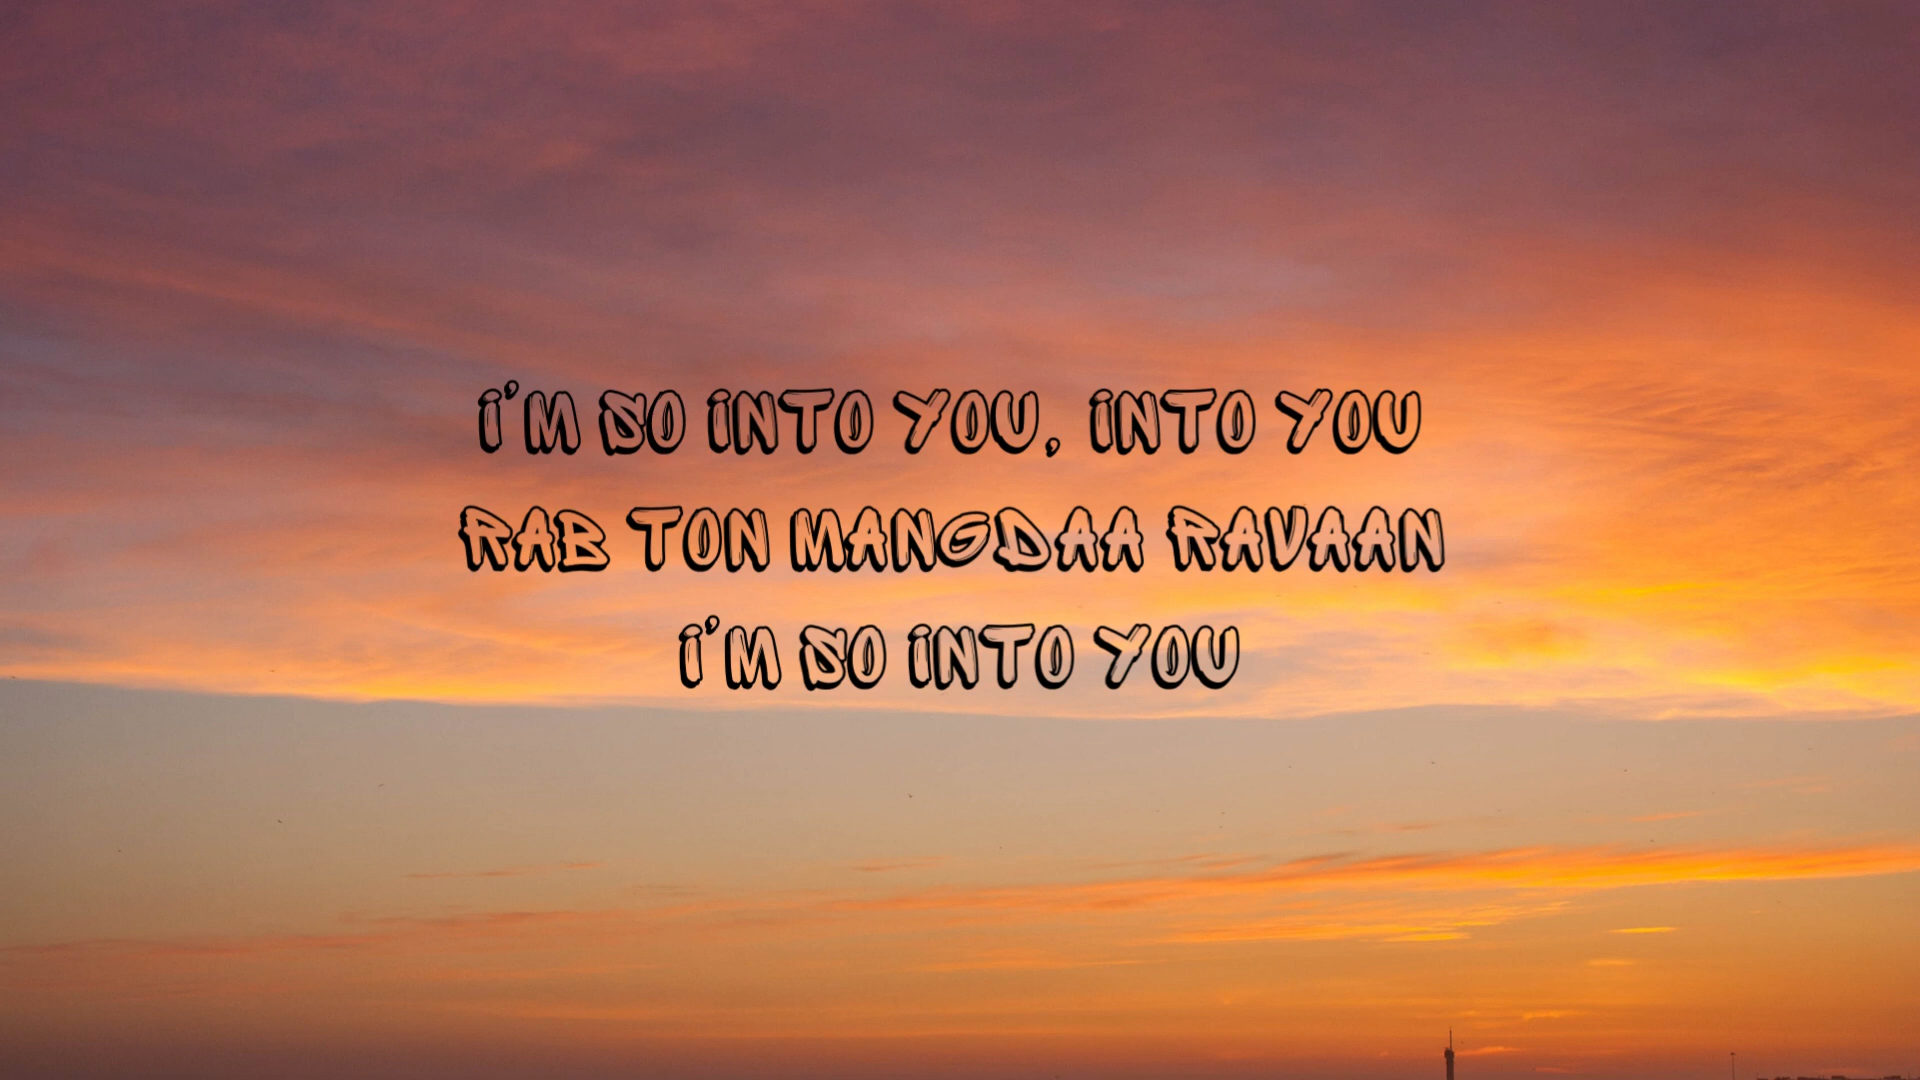 I'M SO INTO YOU, INTO YOU
RAB TON MANGDAA RAVAAN
I'M SO INTO YOU